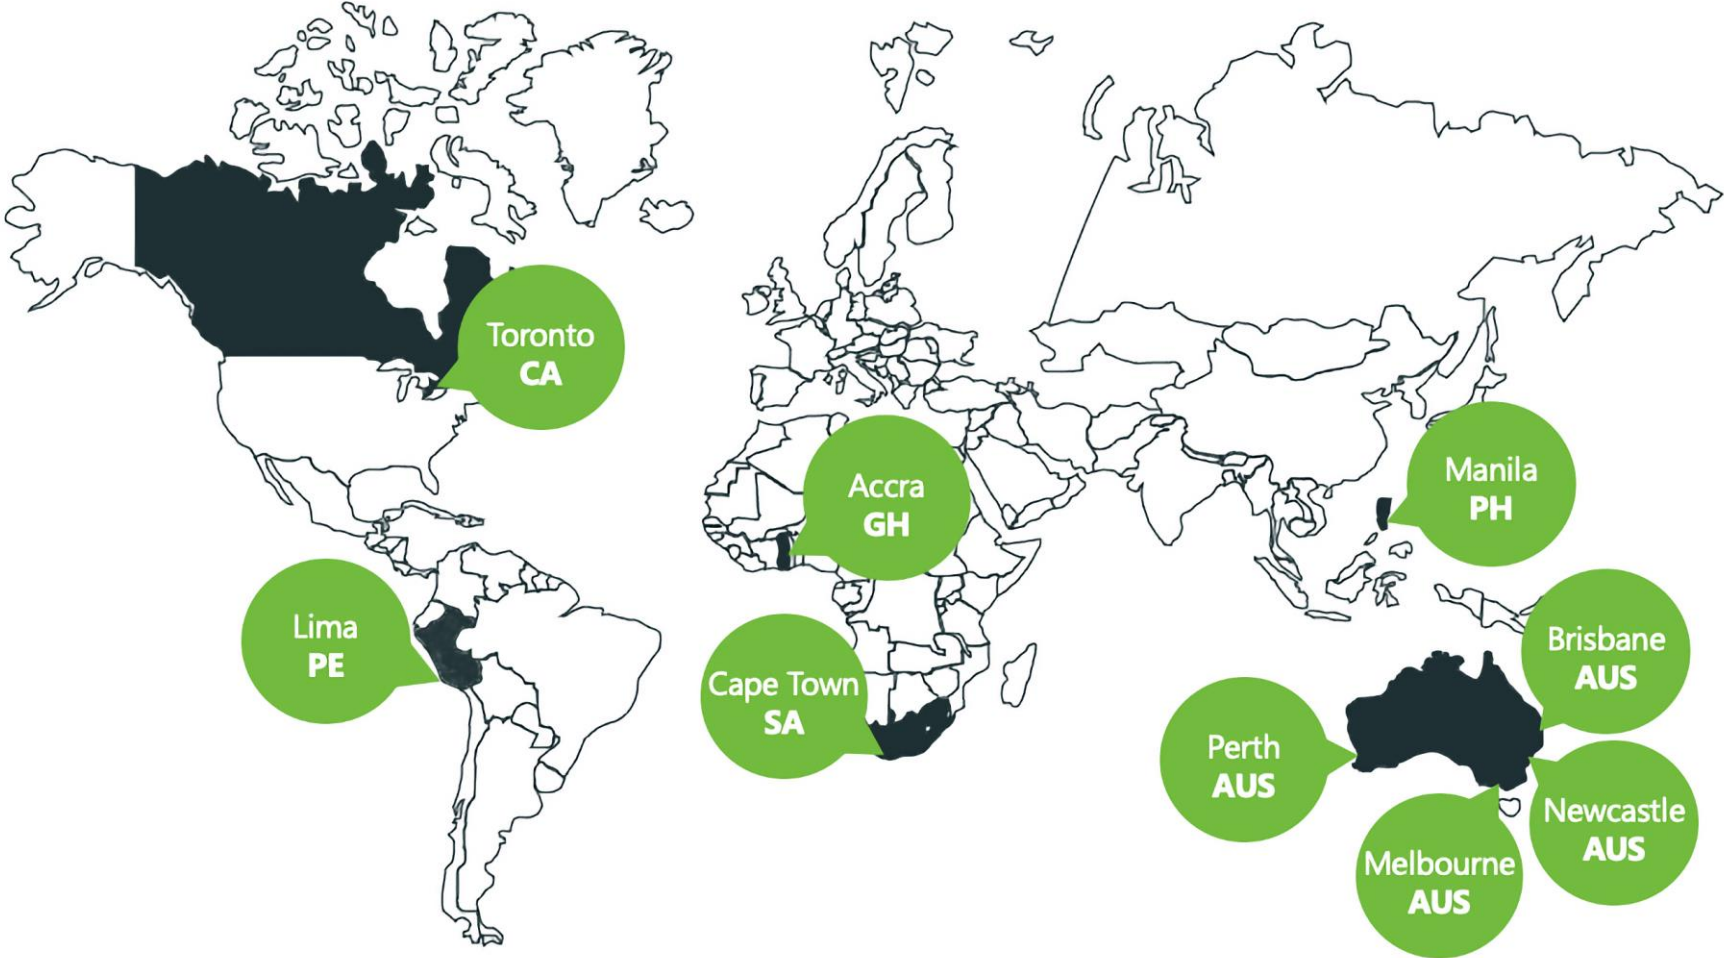 Toronto
CA
Accra
GH
Manila
PH
Lima
PE
Cape Town
SA
Brisbane
AUS
Perth
AUS
Newcastle
AUS
Melbourne
AUS